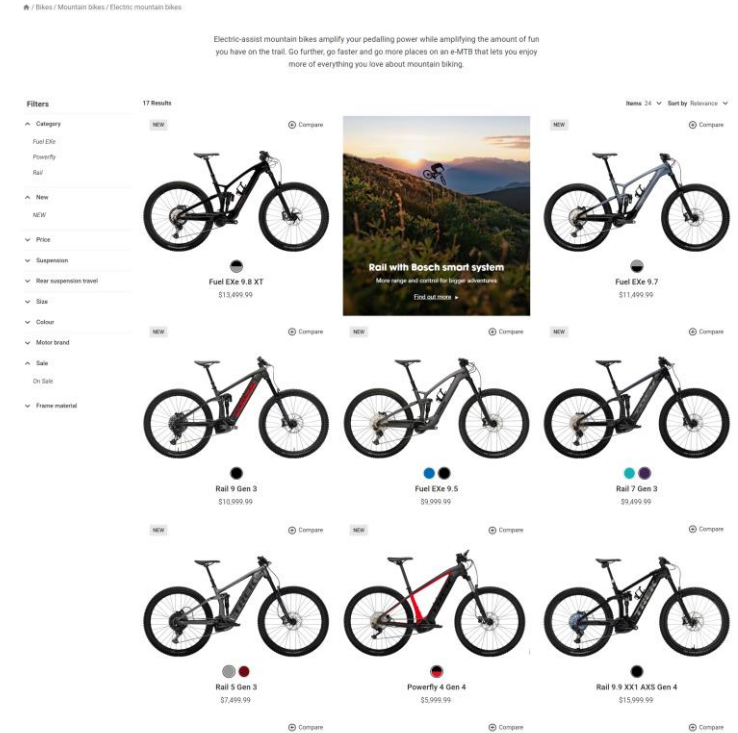 / Bikes / Mountain bikes / Electric mountain bikes
Electric-assist mountain bikes amplify your pedalling power while amplifying the amount of fun
you have on the trail. Go further, go faster and go more places on an e-MTB that lets you enjoy
more of everything you love about mountain biking.
Filters
Category
Fuel EXe
Powerfly
Rail
New
NEW
Price
Suspension
Rear suspension travel
Size
Colour
Motor brand
Sale
On Sale
Frame material
17 Results
Items 24 Sort by Relevance
NEW
Compare
Fuel EXe 9.8 XT
$13,499.99
Rail with Bosch smart system
More range and control for bigger adventures
Find out more
NEW
Compare
Fuel EXe 9.7
$11,499.99
NEW
Compare
Rail 9 Gen 3
$10,999.99
NEW
Compare
Fuel EXe 9.5
$9,999.99
NEW
Compare
Rail 7 Gen 3
$9,499.99
NEW
Compare
TREK
Rail 5 Gen 3
$7,499.99
NEW
Compare
Powerfly 4 Gen 4
$5,999.99
Compare
TREK
Rail 9.9 XX1 AXS Gen 4
$15,999.99
Compare
Compare
Compare